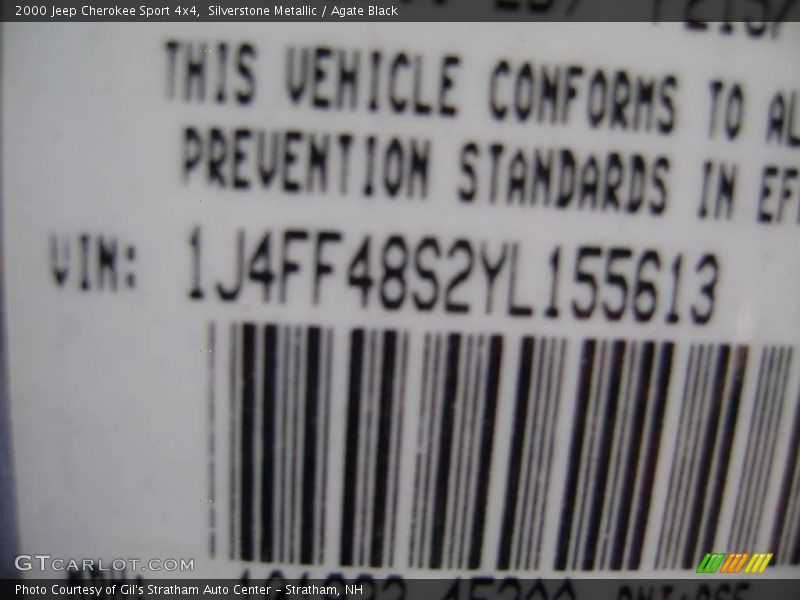 2000 Jeep Cherokee Sport 4x4, Silverstone Metallic / Agate Black
THIS VEHICLE CONFORMS TO AL
PREVENTION STANDARDS IN EF
VIN: 1J4FF48S2YL155613
GTCARLOT.COM
Photo Courtesy of Gil's Stratham Auto Center - Stratham, NH